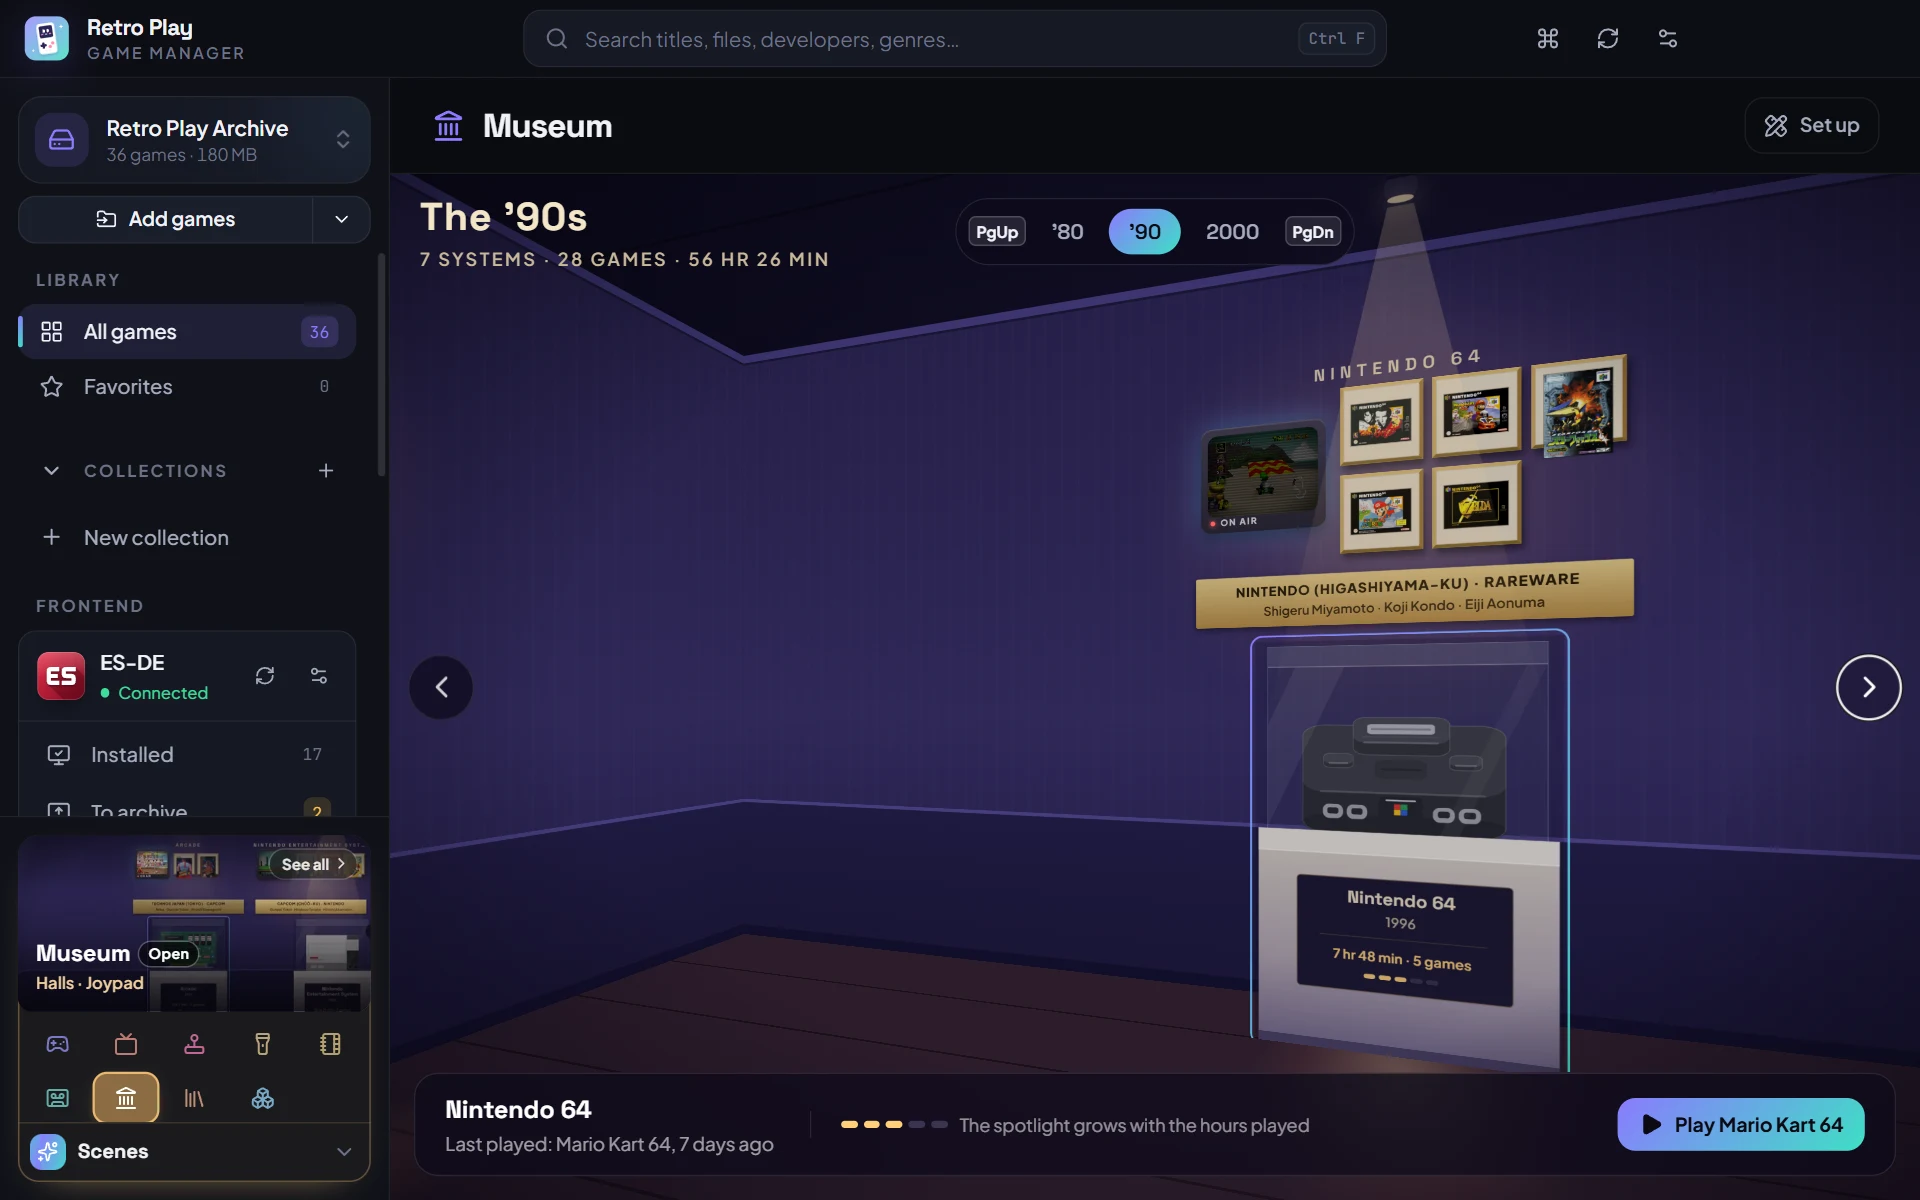 Retro Play
GAME MANAGER
Search titles, files, developers, genres…
Ctrl F
Retro Play Archive
36 games · 180 MB
Add games
LIBRARY
All games
36
Favorites
0
COLLECTIONS
New collection
FRONTEND
ES
ES-DE
Connected
Installed
17
To archive
2
See all
Museum
Open
Halls · Joypad
Scenes
Museum
Set up
The ’90s
7 SYSTEMS · 28 GAMES · 56 HR 26 MIN
PgUp
’80
’90
2000
PgDn
NINTENDO 64
ON AIR
ZELDA
NINTENDO (HIGASHIYAMA-KU) · RAREWARE
Shigeru Miyamoto · Koji Kondo · Eiji Aonuma
Nintendo 64
1996
7 hr 48 min · 5 games
Nintendo 64
Last played: Mario Kart 64, 7 days ago
The spotlight grows with the hours played
Play Mario Kart 64